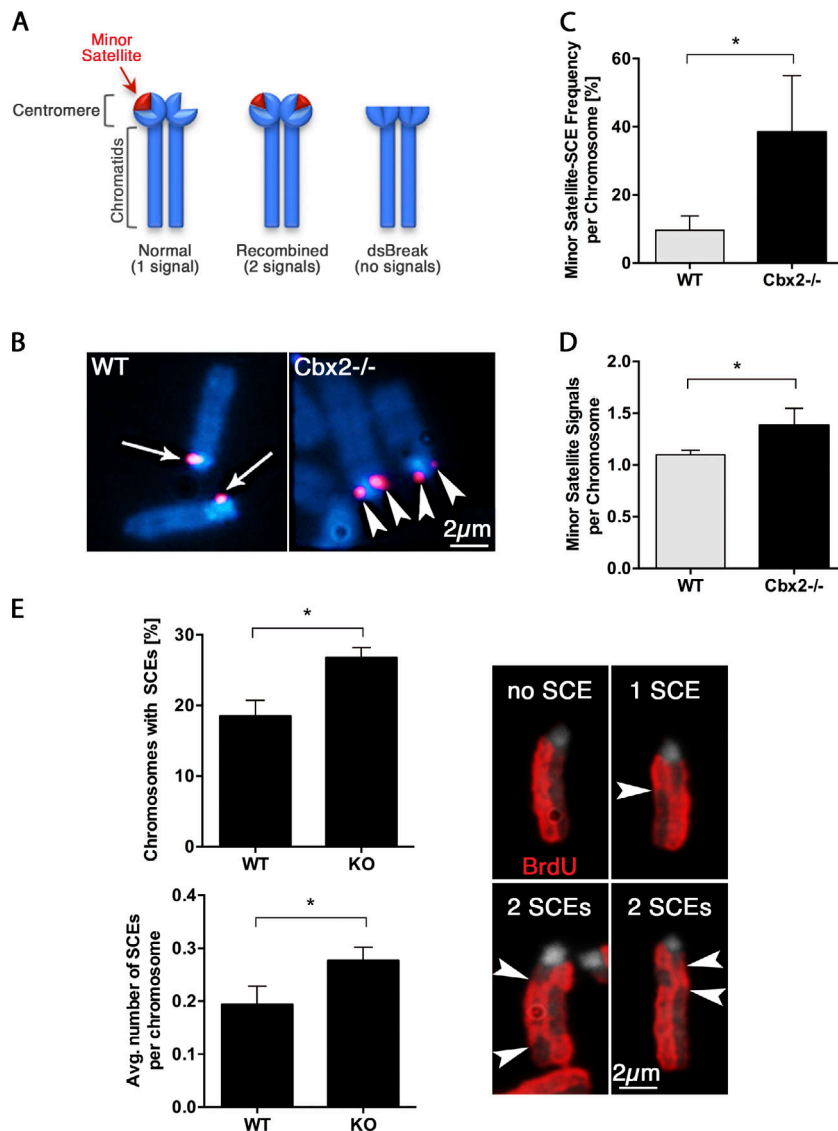 A
Minor
Satellite
Centromere
Chromatids
Normal
(1 signal)
Recombined
(2 signals)
dsBreak
(no signals)
B
WT
Cbx2-/-
2µm
C
Minor Satellite-SCE Frequency
per Chromosome [%]
60
40
20
0
*
WT
Cbx2-/-
D
Minor Satellite Signals
per Chromosome
2.0
1.5
1.0
0.5
0.0
*
WT
Cbx2-/-
E
Chromosomes with SCEs [%]
30
20
10
0
*
WT
KO
Avg. number of SCEs
per chromosome
0.4
0.3
0.2
0.1
0.0
*
WT
KO
no SCE
1 SCE
BrdU
2 SCEs
2 SCEs
2µm